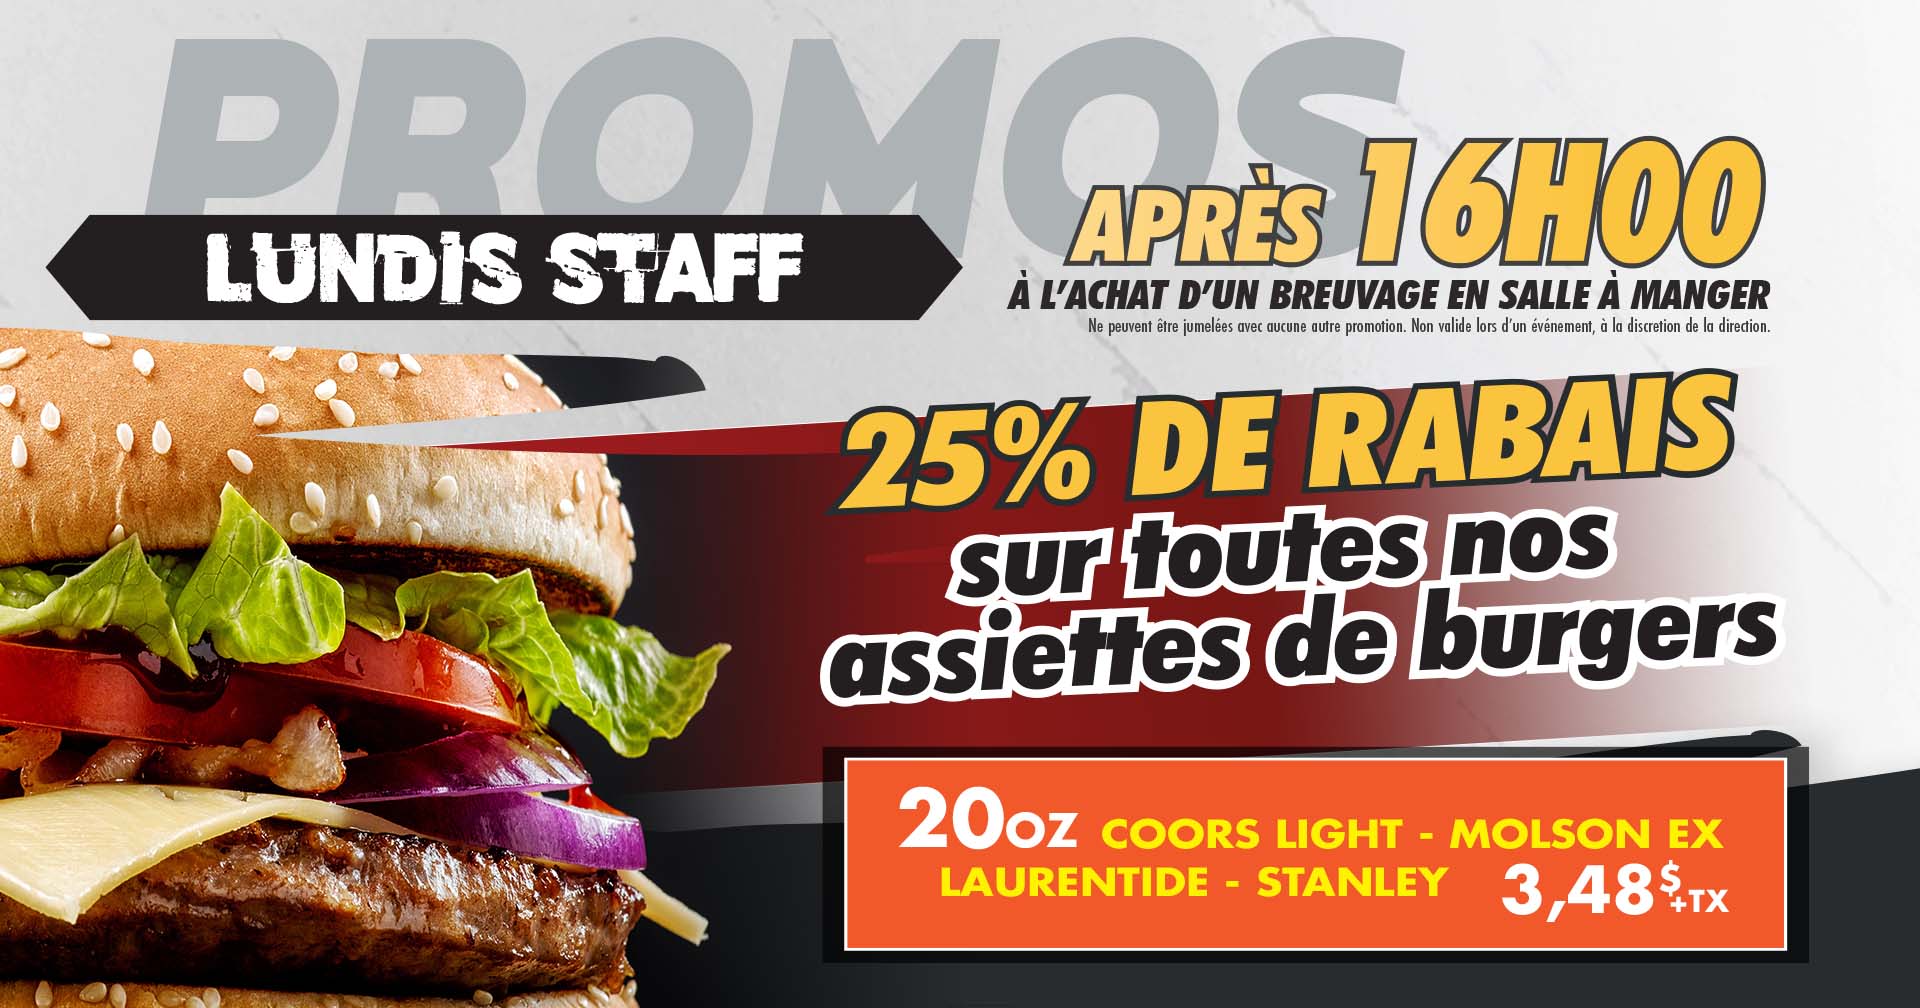 PROMOS
LUNDIS STAFF
APRÈS 16H00
À L'ACHAT D'UN BREUVAGE EN SALLE À MANGER
Ne peuvent être jumelées avec aucune autre promotion. Non valide lors d'un événement, à la discretion de la direction.
25% DE RABAIS
sur toutes nos
assiettes de burgers
20OZ COORS LIGHT - MOLSON EX
LAURENTIDE - STANLEY 3,48$+TX